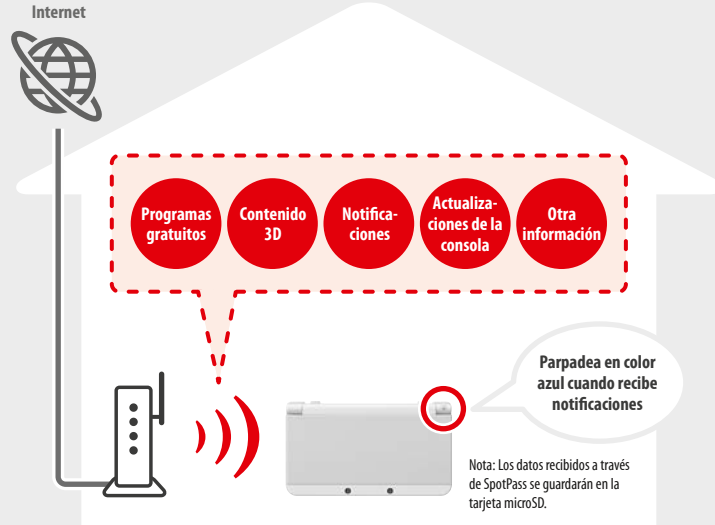 Internet
Programas
gratuitos
Contenido
3D
Notifica-
ciones
Actualiza-
ciones de la
consola
Otra
información
Parpadea en color
azul cuando recibe
notificaciones
Nota: Los datos recibidos a través
de SpotPass se guardarán en la
tarjeta microSD.